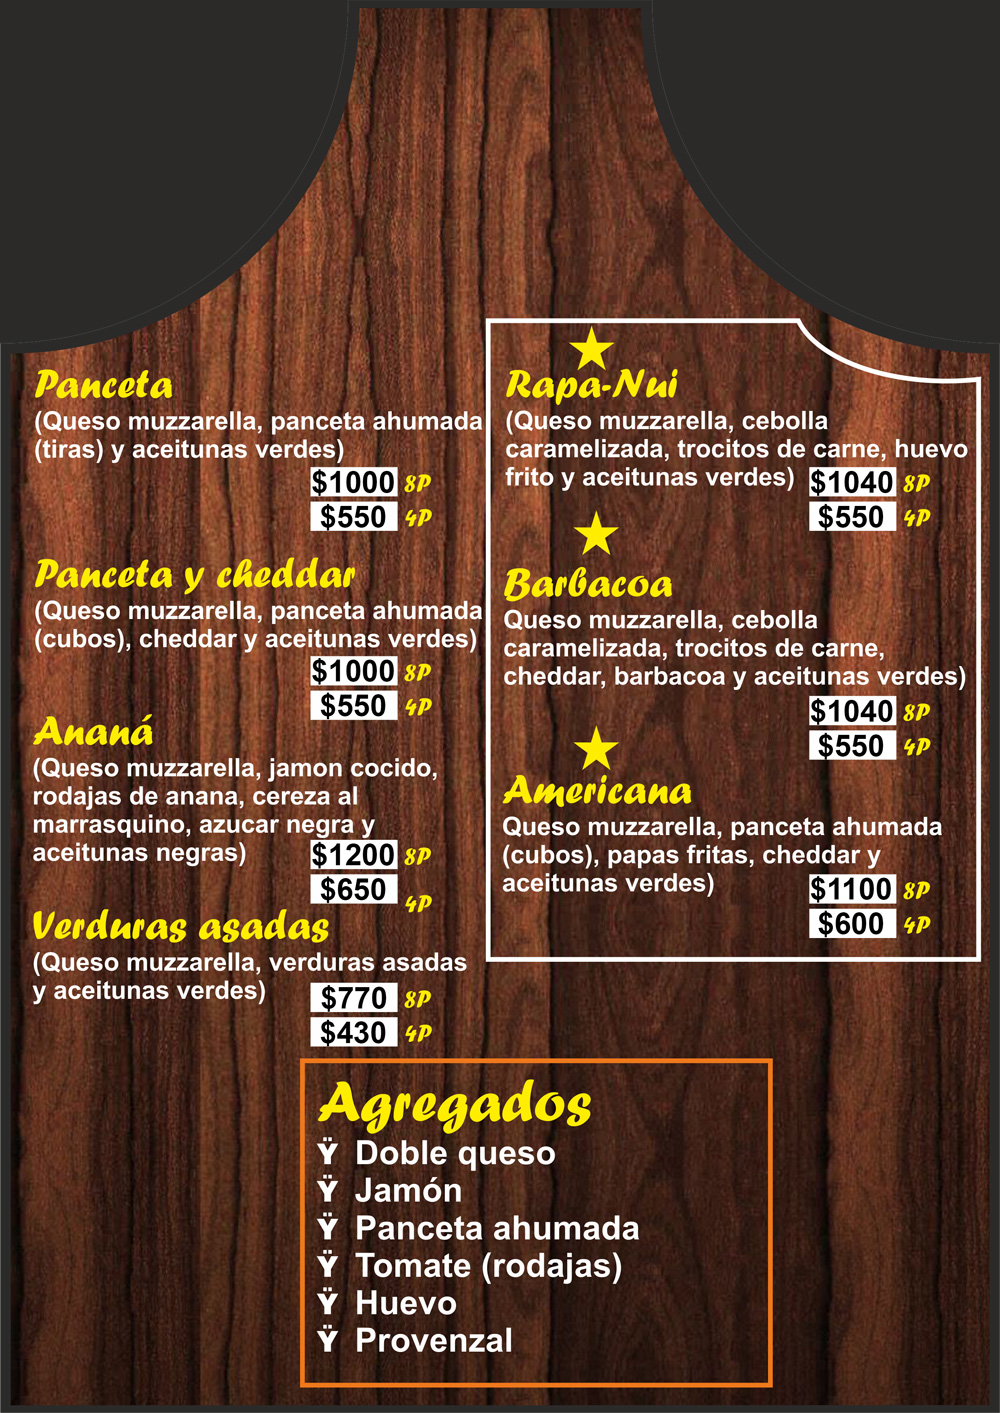 Panceta
(Queso muzzarella, panceta ahumada
(tiras) y aceitunas verdes)
$1000 8P
$550 4P
Panceta y cheddar
(Queso muzzarella, panceta ahumada
(cubos), cheddar y aceitunas verdes)
$1000 8P
$550 4P
Ananá
(Queso muzzarella, jamon cocido,
rodajas de anana, cereza al
marrasquino, azucar negra y
aceitunas negras) $1200 8P
$650 4P
Verduras asadas
(Queso muzzarella, verduras asadas
y aceitunas verdes)
$770 8P
$430 4P
Rapa-Nui
(Queso muzzarella, cebolla
caramelizada, trocitos de carne, huevo
frito y aceitunas verdes) $1040 8P
$550 4P
Barbacoa
Queso muzzarella, cebolla
caramelizada, trocitos de carne,
cheddar, barbacoa y aceitunas verdes)
$1040 8P
$550 4P
Americana
Queso muzzarella, panceta ahumada
(cubos), papas fritas, cheddar y
aceitunas verdes) $1100 8P
$600 4P
Agregados
Ÿ Doble queso
Ÿ Jamón
Ÿ Panceta ahumada
Ÿ Tomate (rodajas)
Ÿ Huevo
Ÿ Provenzal